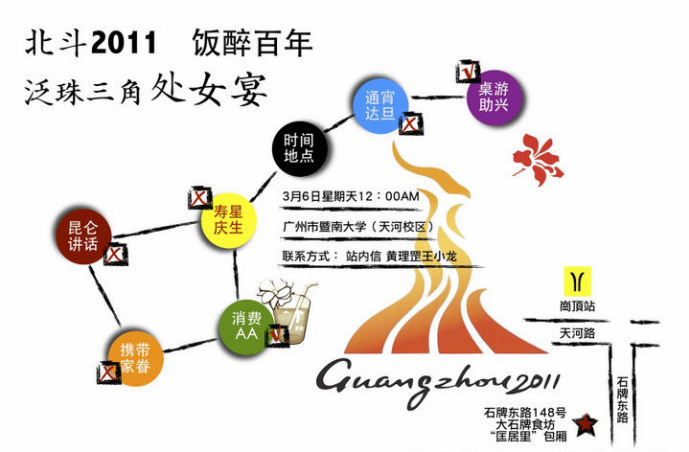 北斗2011 饭醉百年
泛珠三角处女宴
桌游
助兴
通宵
达旦
时间
地点
3月6日星期天12：00AM
寿星
庆生
广州市暨南大学（天河校区）
昆仑
讲话
联系方式： 站内信 黄理罡王小龙
消费
AA
携带
家眷
崗頂站
天河路
石牌东路
Guangzhou2011
石牌东路148号
大石牌食坊
“匡居里”包厢